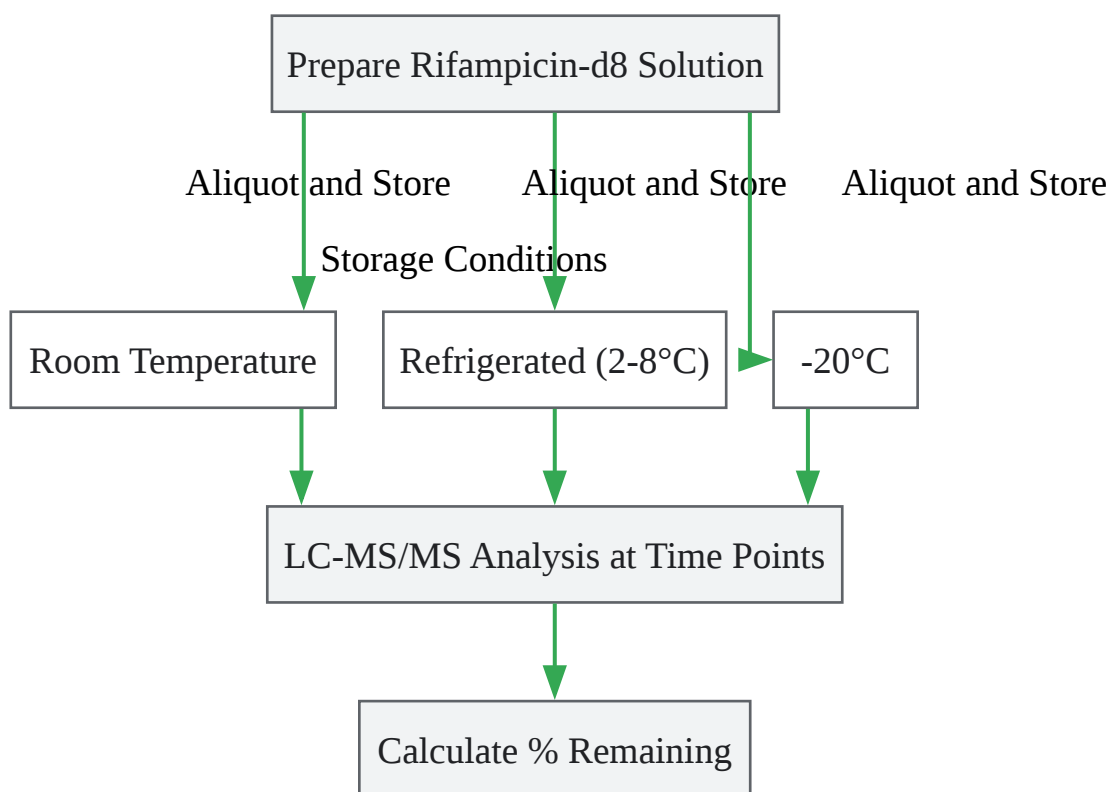 Prepare Rifampicin-d8 Solution
Aliquot and Store
Aliquot and Store
Aliquot and Store
Storage Conditions
Room Temperature
Refrigerated (2-8°C)
-20°C
LC-MS/MS Analysis at Time Points
Calculate % Remaining